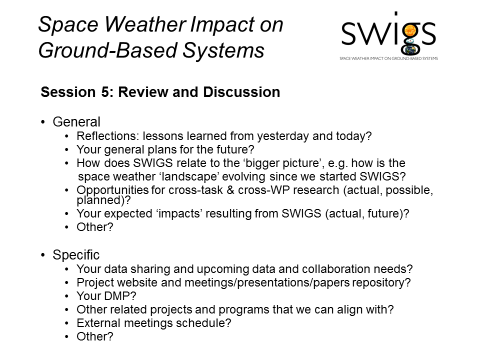 Space Weather Impact on
Ground-Based Systems
swigs
SPACE WEATHER IMPACT ON GROUND-BASED SYSTEMS
Session 5: Review and Discussion
• General
• Reflections: lessons learned from yesterday and today?
• Your general plans for the future?
• How does SWIGS relate to the ‘bigger picture’, e.g. how is the
space weather ‘landscape’ evolving since we started SWIGS?
• Opportunities for cross-task & cross-WP research (actual, possible,
planned)?
• Your expected ‘impacts’ resulting from SWIGS (actual, future)?
• Other?
• Specific
• Your data sharing and upcoming data and collaboration needs?
• Project website and meetings/presentations/papers repository?
• Your DMP?
• Other related projects and programs that we can align with?
• External meetings schedule?
• Other?